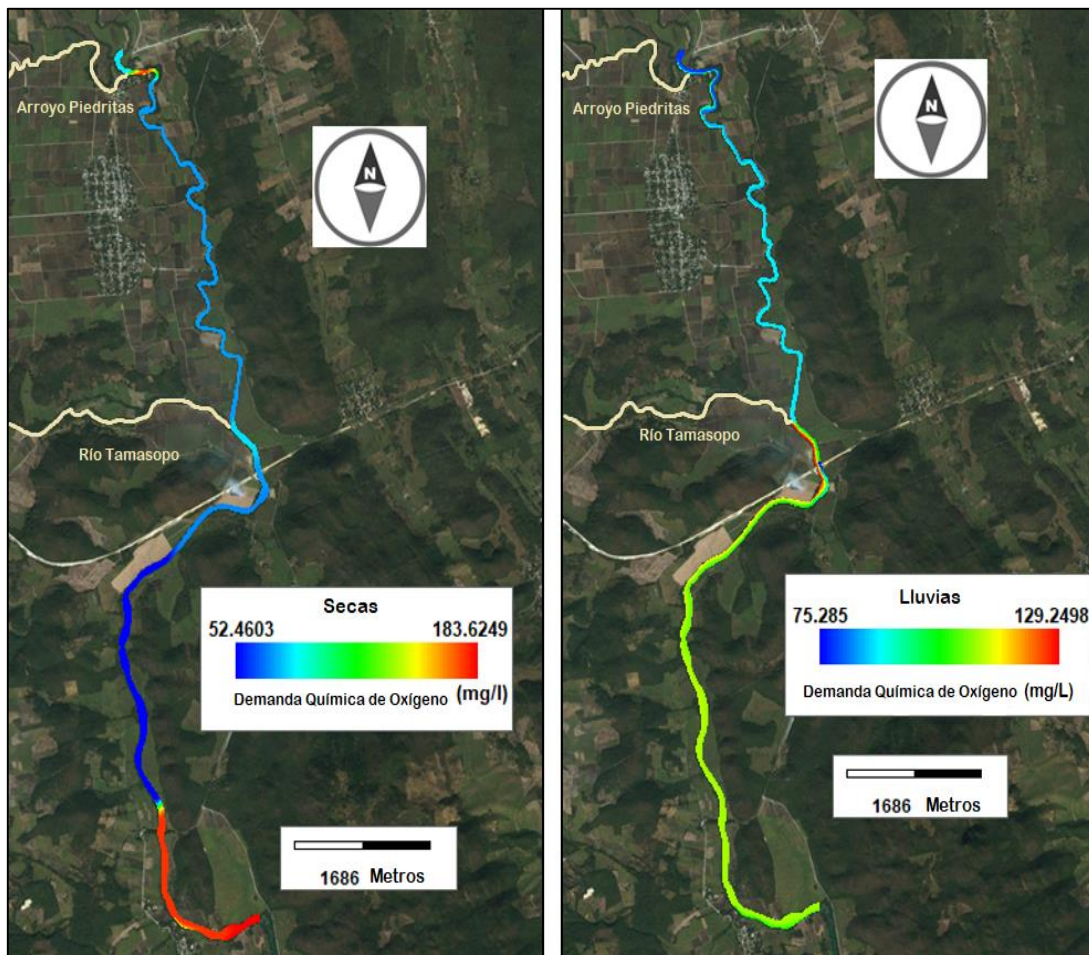 Arroyo Piedritas
N
Río Tamasopo
Secas
52.4603 183.6249
Demanda Química de Oxígeno (mg/l)
1686 Metros
Arroyo Piedritas
N
Río Tamasopo
Lluvias
75.285 129.2498
Demanda Química de Oxígeno (mg/L)
1686 Metros